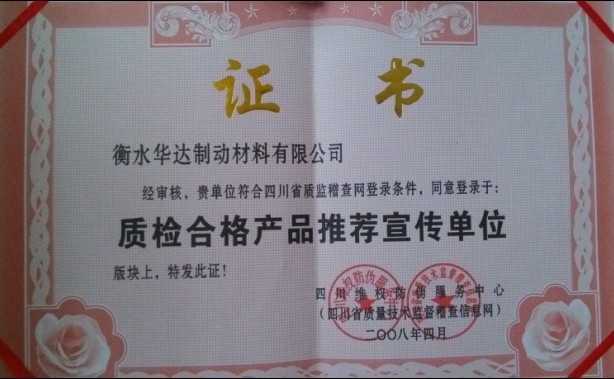 证 书
衡水华达制动材料有限公司
经审核，贵单位符合四川省质监稽查网登录条件，同意登录于：
质检合格产品推荐宣传单位
版块上，特发此证！
四川维权防伪服务中心
（四川省质量技术监督稽查信息网）
二〇〇八年四月